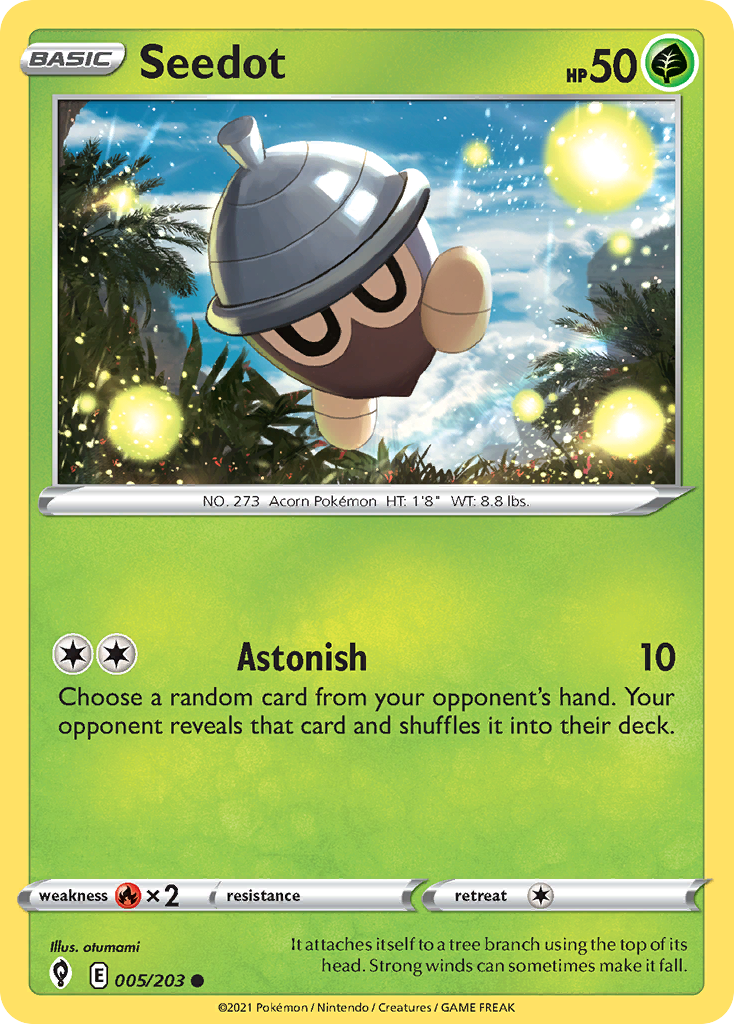 BASIC Seedot HP50
NO. 273 Acorn Pokémon HT: 1'8" WT: 8.8 lbs.
Astonish 10
Choose a random card from your opponent's hand. Your
opponent reveals that card and shuffles it into their deck.
weakness ×2 resistance retreat
Illus. otumami
It attaches itself to a tree branch using the top of its
head. Strong winds can sometimes make it fall.
E 005/203
©2021 Pokémon / Nintendo / Creatures / GAME FREAK